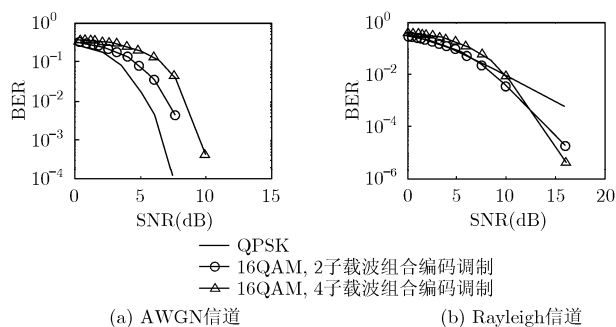 BER
10^0
10^-1
10^-2
10^-3
10^-4
0 5 10 15
SNR(dB)
BER
10^0
10^-2
10^-4
10^-6
0 5 10 15 20
SNR(dB)
QPSK
16QAM, 2子载波组合编码调制
16QAM, 4子载波组合编码调制
(a) AWGN信道
(b) Rayleigh信道